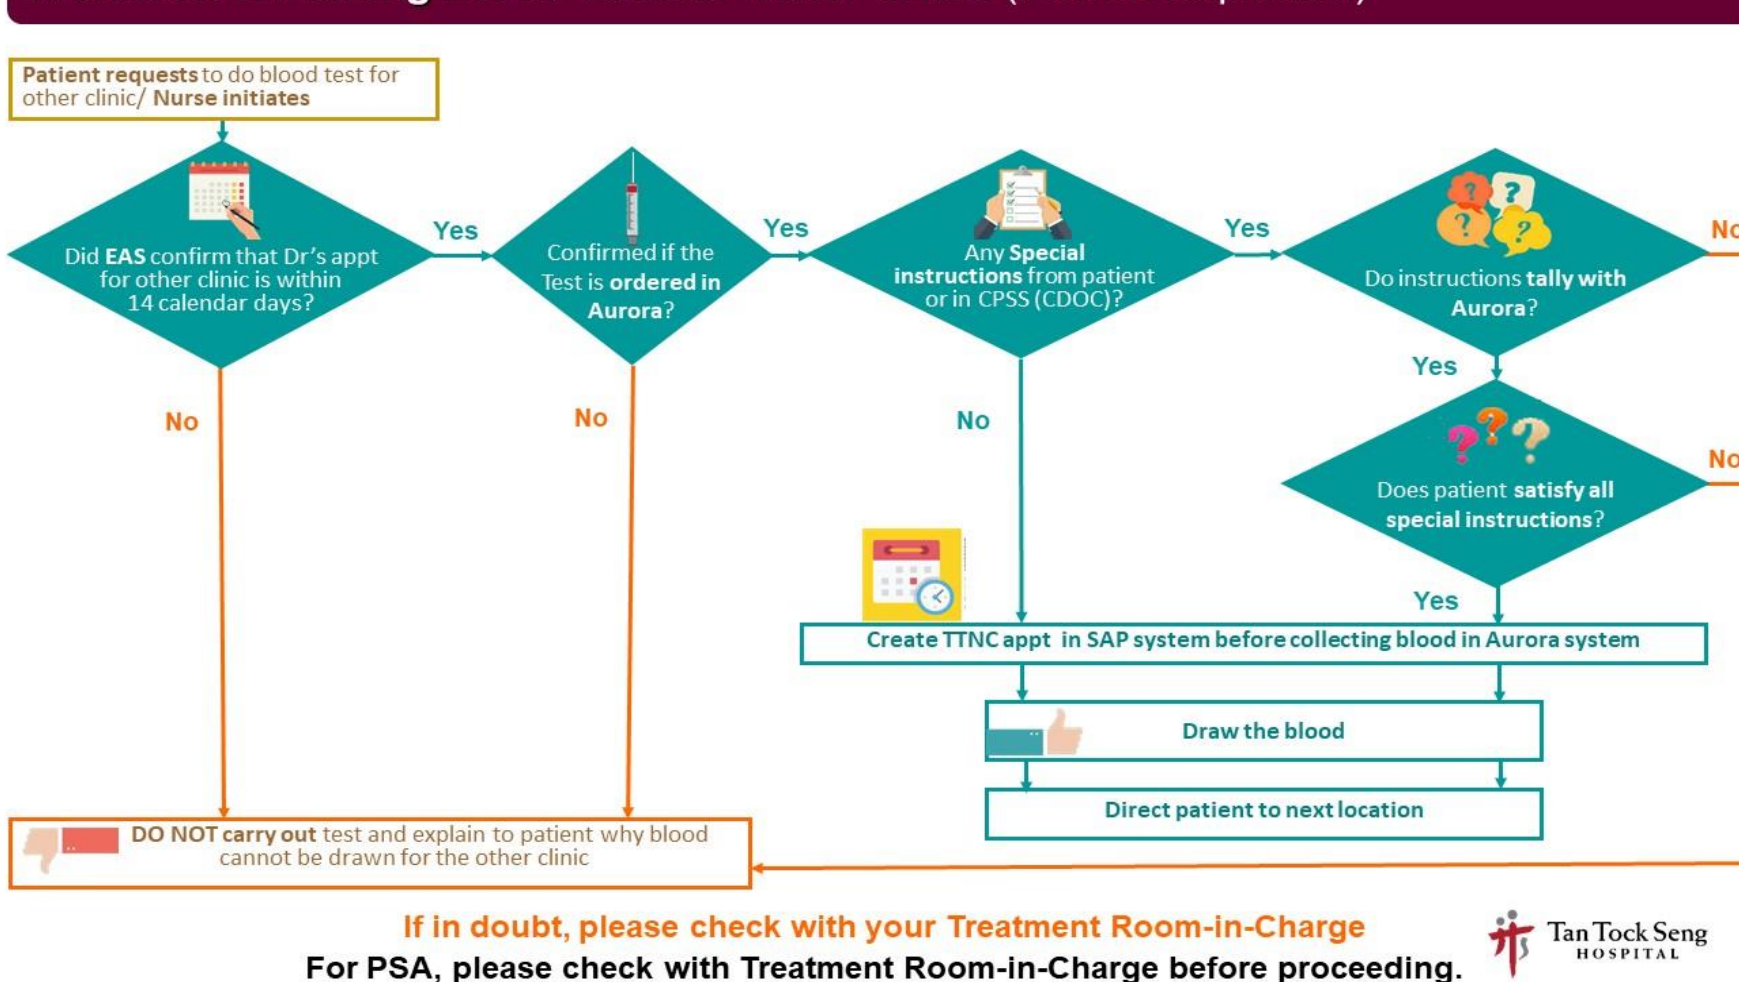 Patient requests to do blood test for
other clinic/ Nurse initiates
Did EAS confirm that Dr's appt
for other clinic is within
14 calendar days?
Yes
No
Confirmed if the
Test is ordered in
Aurora?
Yes
No
Any Special
instructions from patient
or in CPSS (CDOC)?
Yes
No
Do instructions tally with
Aurora?
No
Yes
Does patient satisfy all
special instructions?
No
Yes
Create TTNC appt in SAP system before collecting blood in Aurora system
Draw the blood
Direct patient to next location
DO NOT carry out test and explain to patient why blood
cannot be drawn for the other clinic
If in doubt, please check with your Treatment Room-in-Charge
For PSA, please check with Treatment Room-in-Charge before proceeding.
Tan Tock Seng
HOSPITAL